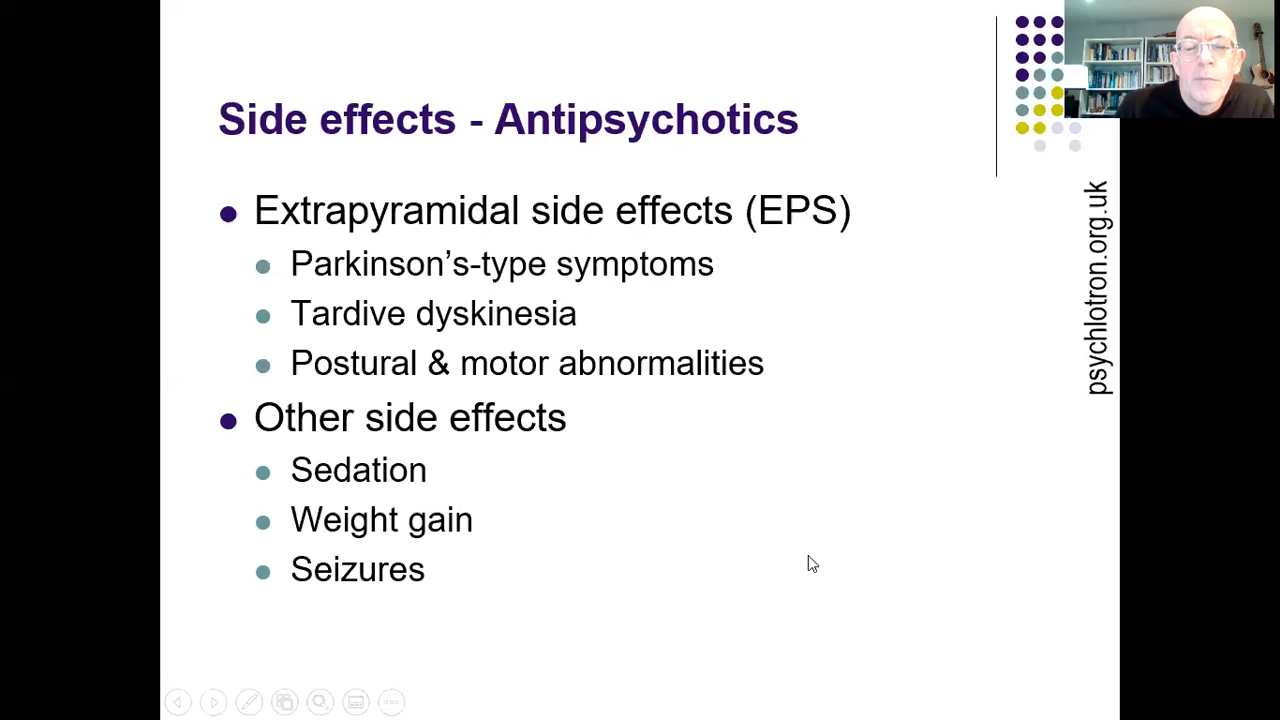 Side effects - Antipsychotics
Extrapyramidal side effects (EPS)
Parkinson’s-type symptoms
Tardive dyskinesia
Postural & motor abnormalities
Other side effects
Sedation
Weight gain
Seizures
psychlotron.org.uk